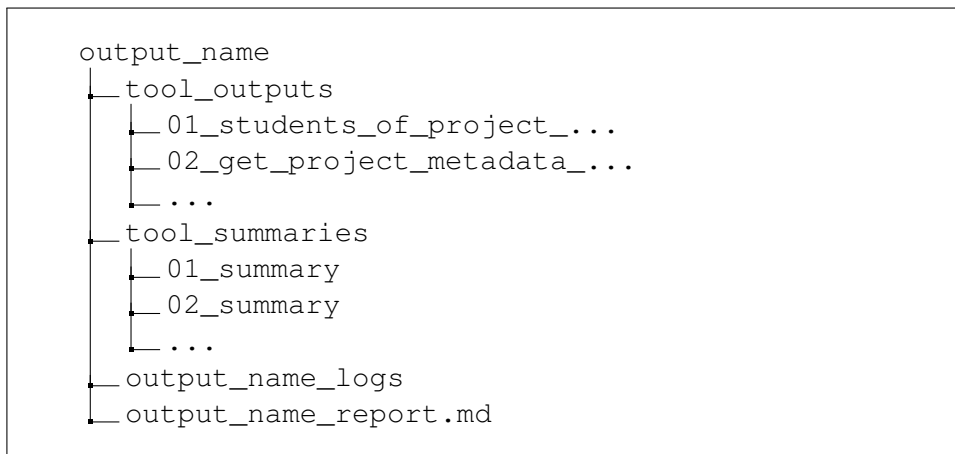 output_name
tool_outputs
01_students_of_project_...
02_get_project_metadata_...
...
tool_summaries
01_summary
02_summary
...
output_name_logs
output_name_report.md